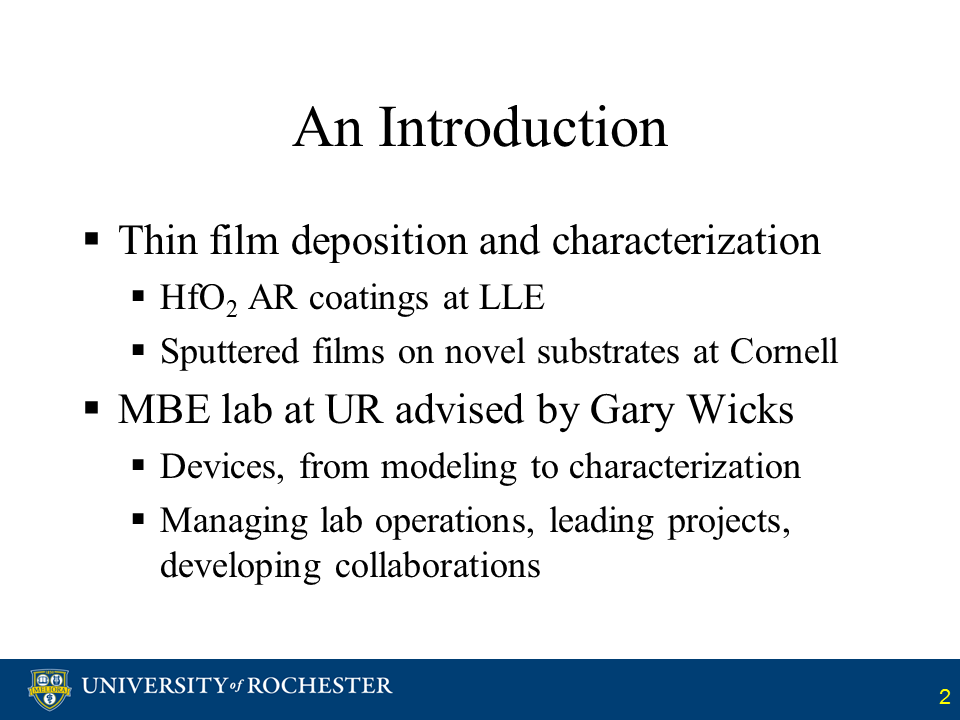 An Introduction
▪ Thin film deposition and characterization
▪ HfO₂ AR coatings at LLE
▪ Sputtered films on novel substrates at Cornell
▪ MBE lab at UR advised by Gary Wicks
▪ Devices, from modeling to characterization
▪ Managing lab operations, leading projects,
developing collaborations
MELIORA
UNIVERSITY of ROCHESTER
2